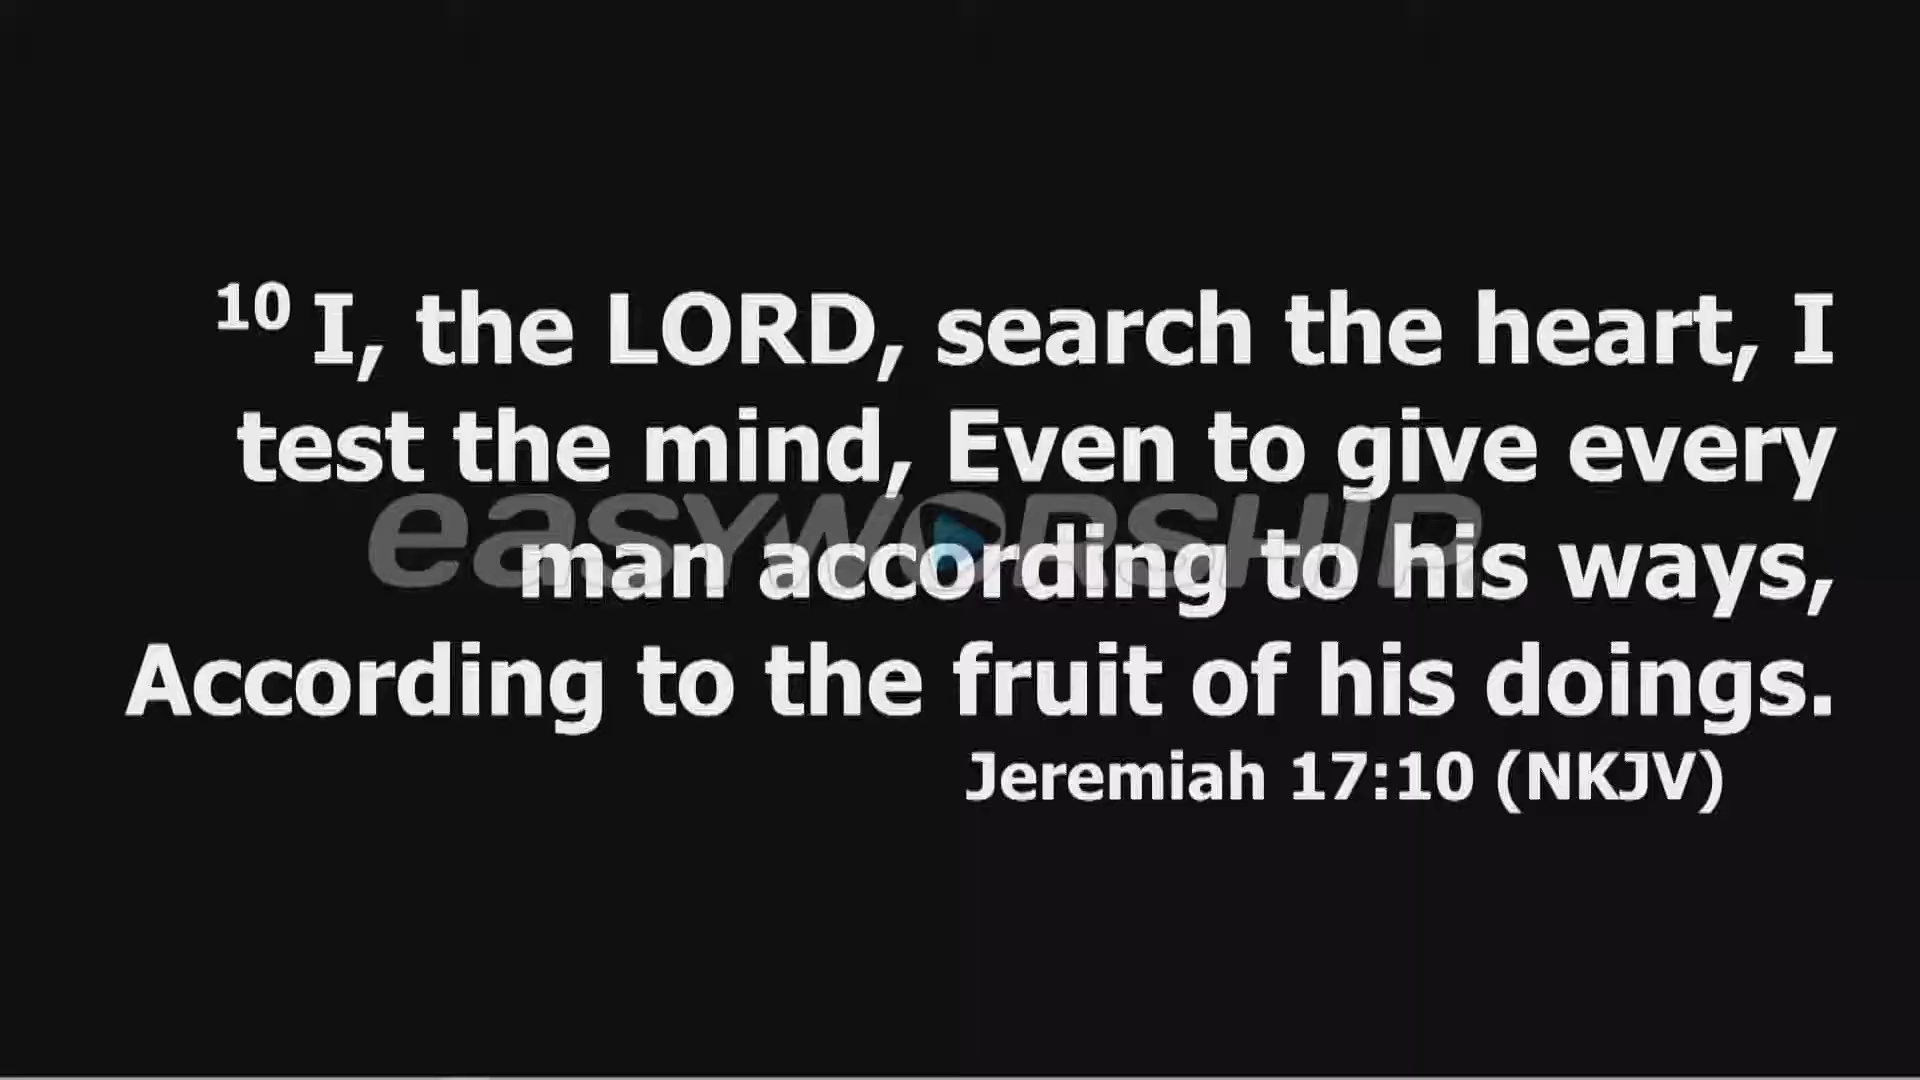 10 I, the LORD, search the heart, I
test the mind, Even to give every
easyworship
man according to his ways,
According to the fruit of his doings.
Jeremiah 17:10 (NKJV)